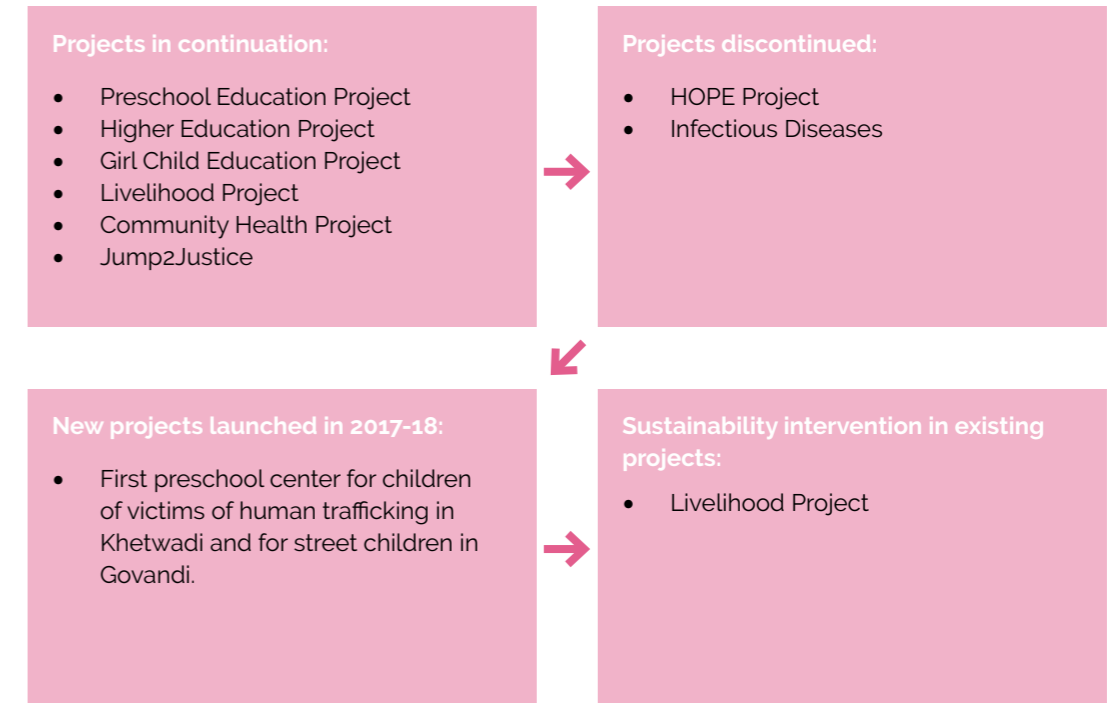 Projects in continuation:
• Preschool Education Project
• Higher Education Project
• Girl Child Education Project
• Livelihood Project
• Community Health Project
• Jump2Justice
Projects discontinued:
• HOPE Project
• Infectious Diseases
New projects launched in 2017-18:
• First preschool center for children
of victims of human trafficking in
Khetwadi and for street children in
Govandi.
Sustainability intervention in existing
projects:
• Livelihood Project